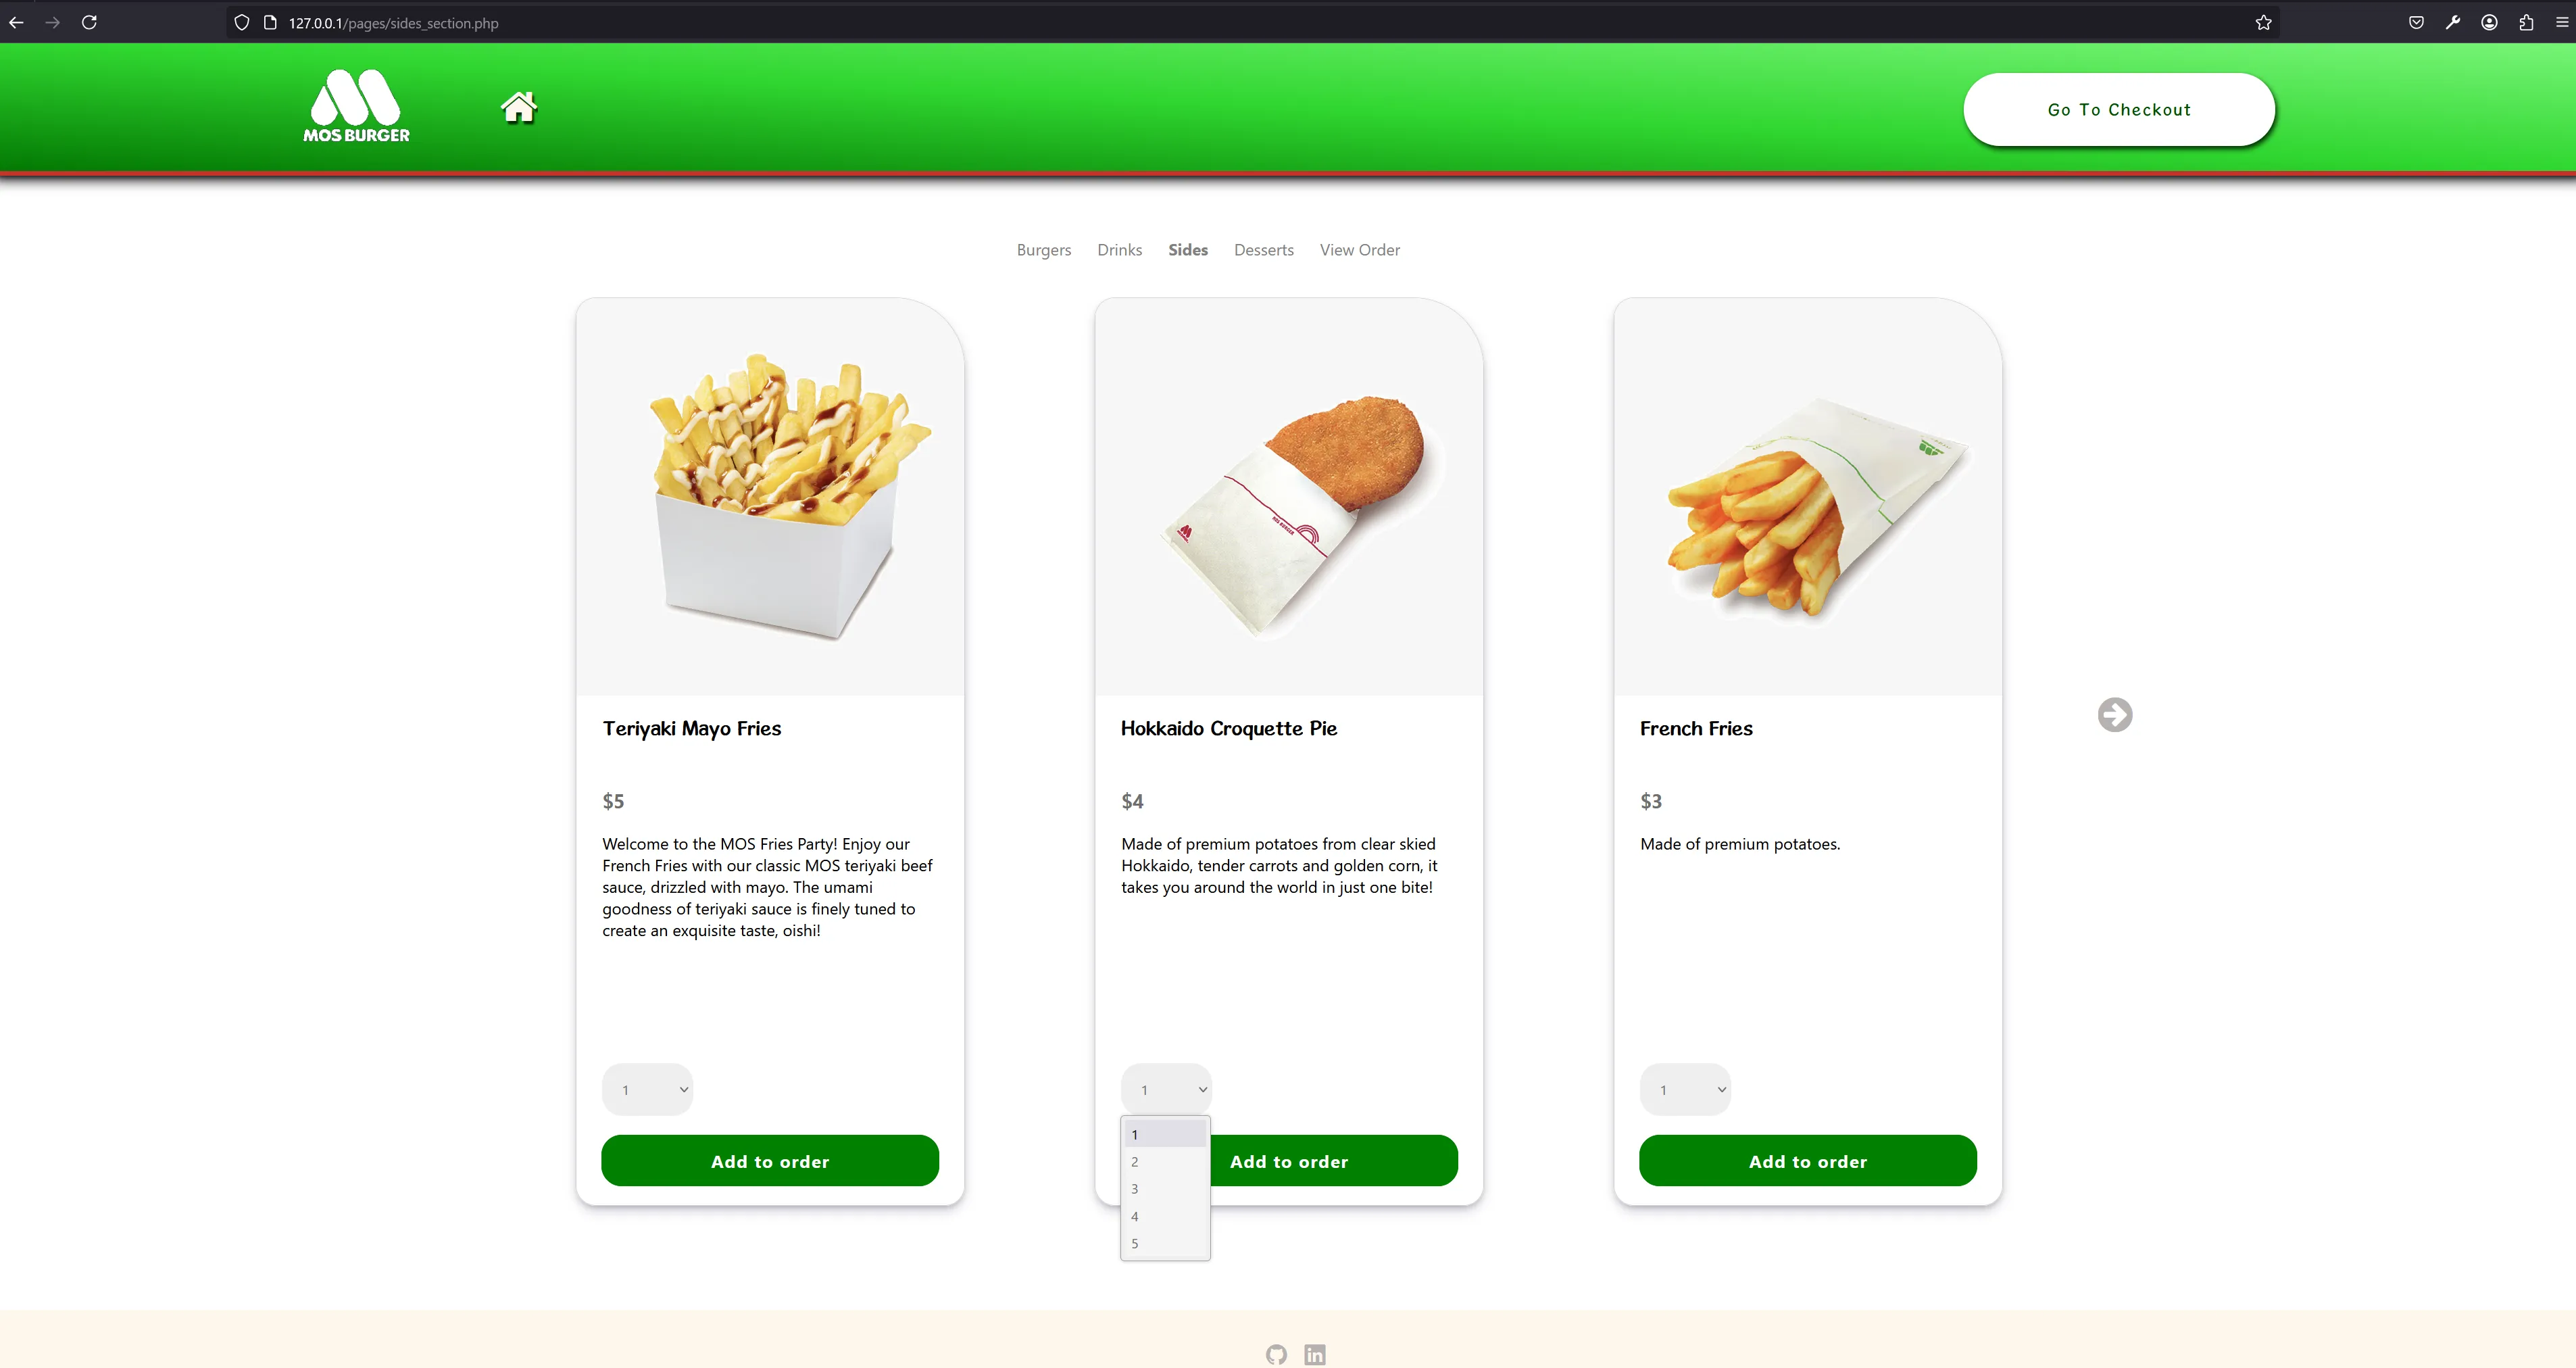 127.0.0.1/pages/sides_section.php
MOS BURGER
Go To Checkout
Burgers Drinks Sides Desserts View Order
Teriyaki Mayo Fries
$5
Welcome to the MOS Fries Party! Enjoy our
French Fries with our classic MOS teriyaki beef
sauce, drizzled with mayo. The umami
goodness of teriyaki sauce is finely tuned to
create an exquisite taste, oishi!
1
Add to order
MOS BURGER
Hokkaido Croquette Pie
$4
Made of premium potatoes from clear skied
Hokkaido, tender carrots and golden corn, it
takes you around the world in just one bite!
1
1
2
3
4
5
Add to order
French Fries
$3
Made of premium potatoes.
1
Add to order
in